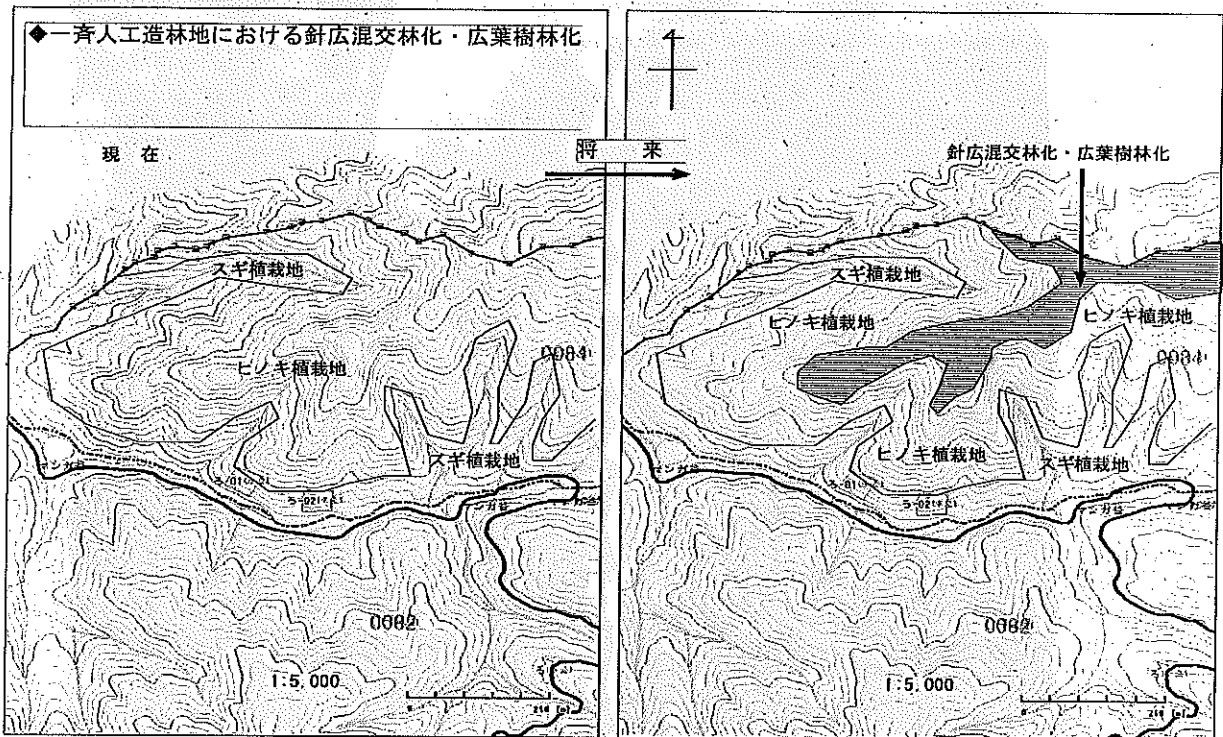 ◆一斉人工造林地における針広混交林化・広葉樹林化
現 在
将 来
針広混交林化・広葉樹林化
スギ植栽地
ヒノキ植栽地
0084
スギ植栽地
0082
1:5,000
スギ植栽地
ヒノキ植栽地
ヒノキ植栽地
0084
ヒノキ植栽地
スギ植栽地
0082
1:5,000